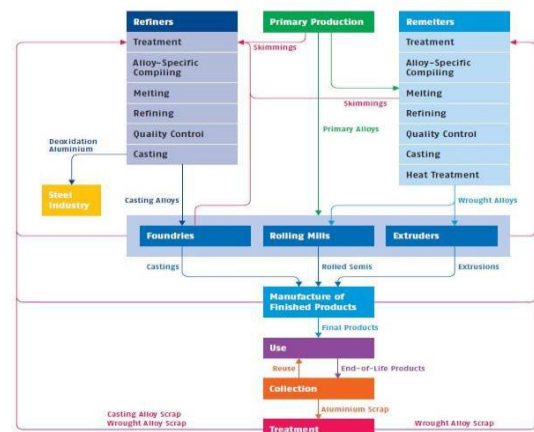 Refiners
Primary Production
Remelters
Treatment
Alloy-Specific
Compiling
Melting
Refining
Quality Control
Casting
Skimmings
Treatment
Alloy-Specific
Compiling
Melting
Refining
Quality Control
Casting
Heat Treatment
Skimmings
Primary Alloys
Deoxidation
Aluminium
Steel
Industry
Casting Alloys
Wrought Alloys
Foundries
Rolling Mills
Extruders
Castings
Rolled Semis
Extrusions
Manufacture of
Finished Products
Final Products
Use
Reuse
End-of-Life Products
Collection
Casting Alloy Scrap
Wrought Alloy Scrap
Aluminium Scrap
Treatment
Wrought Alloy Scrap